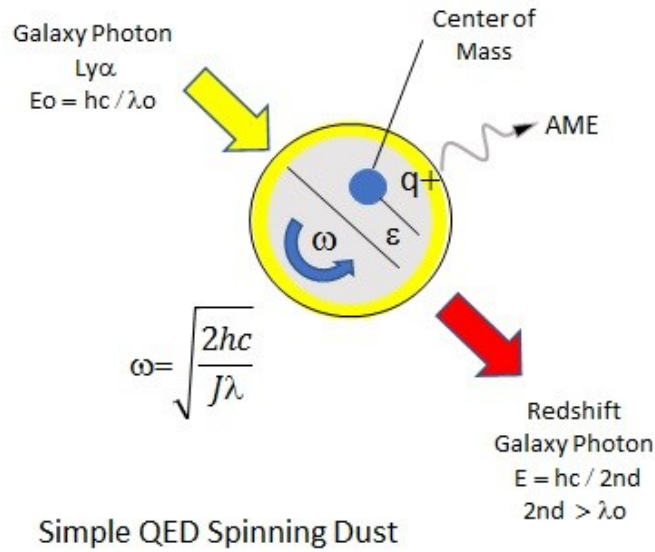 Galaxy Photon
Lyα
Eo = hc / λo
Center of
Mass
AME
q+
ε
ω
ω=√(2hc/Jλ)
Redshift
Galaxy Photon
E = hc / 2nd
2nd > λo
Simple QED Spinning Dust